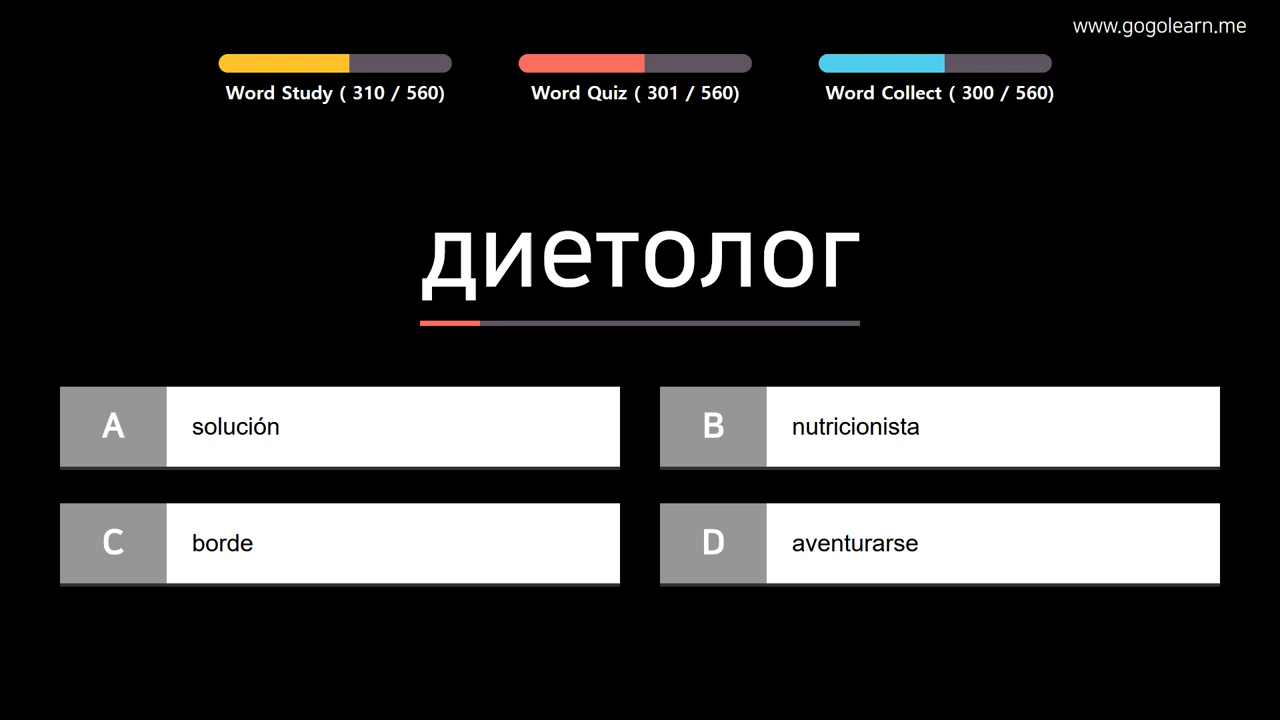 www.gogolearn.me
Word Study ( 310 / 560)
Word Quiz ( 301 / 560)
Word Collect ( 300 / 560)
диетолог
A solución
B nutricionista
C borde
D aventurarse